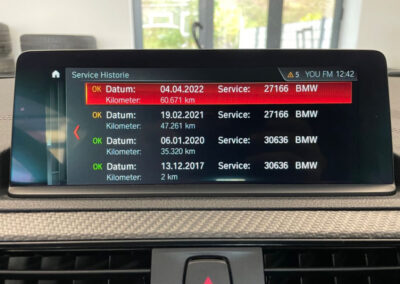 Service Historie ⚠ 5 YOU FM 12:42
OK Datum: 04.04.2022 Service: 27166 BMW
Kilometer: 60.671 km
OK Datum: 19.02.2021 Service: 27166 BMW
Kilometer: 47.261 km
OK Datum: 06.01.2020 Service: 30636 BMW
Kilometer: 35.320 km
OK Datum: 13.12.2017 Service: 30636 BMW
Kilometer: 2 km